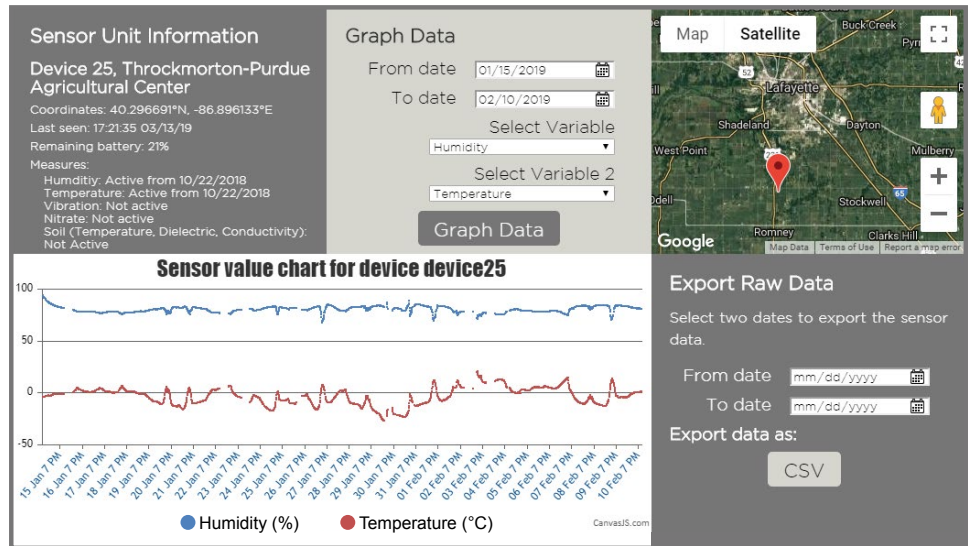 Sensor Unit Information
Device 25, Throckmorton-Purdue
Agricultural Center
Coordinates: 40.296691°N, -86.896133°E
Last seen: 17:21:35 03/13/19
Remaining battery: 21%
Measures:
Humditiy: Active from 10/22/2018
Temperature: Active from 10/22/2018
Vibration: Not active
Nitrate: Not active
Soil (Temperature, Dielectric, Conductivity):
Not Active
Graph Data
From date 01/15/2019
To date 02/10/2019
Select Variable
Humidity
Select Variable 2
Temperature
Graph Data
Map Satellite
Buck Creek
52
Lafayette
Shadeland
Dayton
West Point
Mulberry
65
Stockwell
Odell
Romney
Clarks Hill
Google
Map Data Terms of Use Report a map error
Sensor value chart for device device25
100
50
0
-50
15 Jan 7 PM
16 Jan 7 PM
17 Jan 7 PM
18 Jan 7 PM
19 Jan 7 PM
20 Jan 7 PM
21 Jan 7 PM
22 Jan 7 PM
23 Jan 7 PM
24 Jan 7 PM
25 Jan 7 PM
26 Jan 7 PM
27 Jan 7 PM
28 Jan 7 PM
29 Jan 7 PM
30 Jan 7 PM
31 Jan 7 PM
01 Feb 7 PM
02 Feb 7 PM
03 Feb 7 PM
04 Feb 7 PM
05 Feb 7 PM
06 Feb 7 PM
07 Feb 7 PM
08 Feb 7 PM
09 Feb 7 PM
10 Feb 7 PM
Humidity (%) Temperature (°C)
CanvasJS.com
Export Raw Data
Select two dates to export the sensor
data.
From date mm/dd/yyyy
To date mm/dd/yyyy
Export data as:
CSV